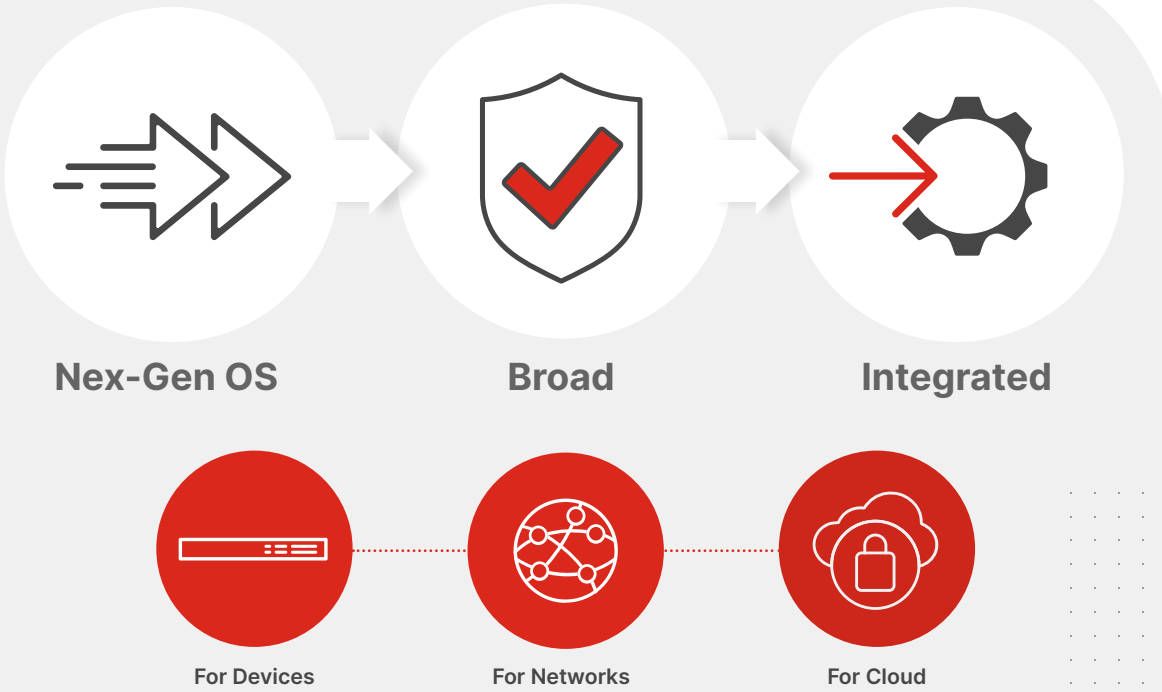 Nex-Gen OS
Broad
Integrated
For Devices
For Networks
For Cloud